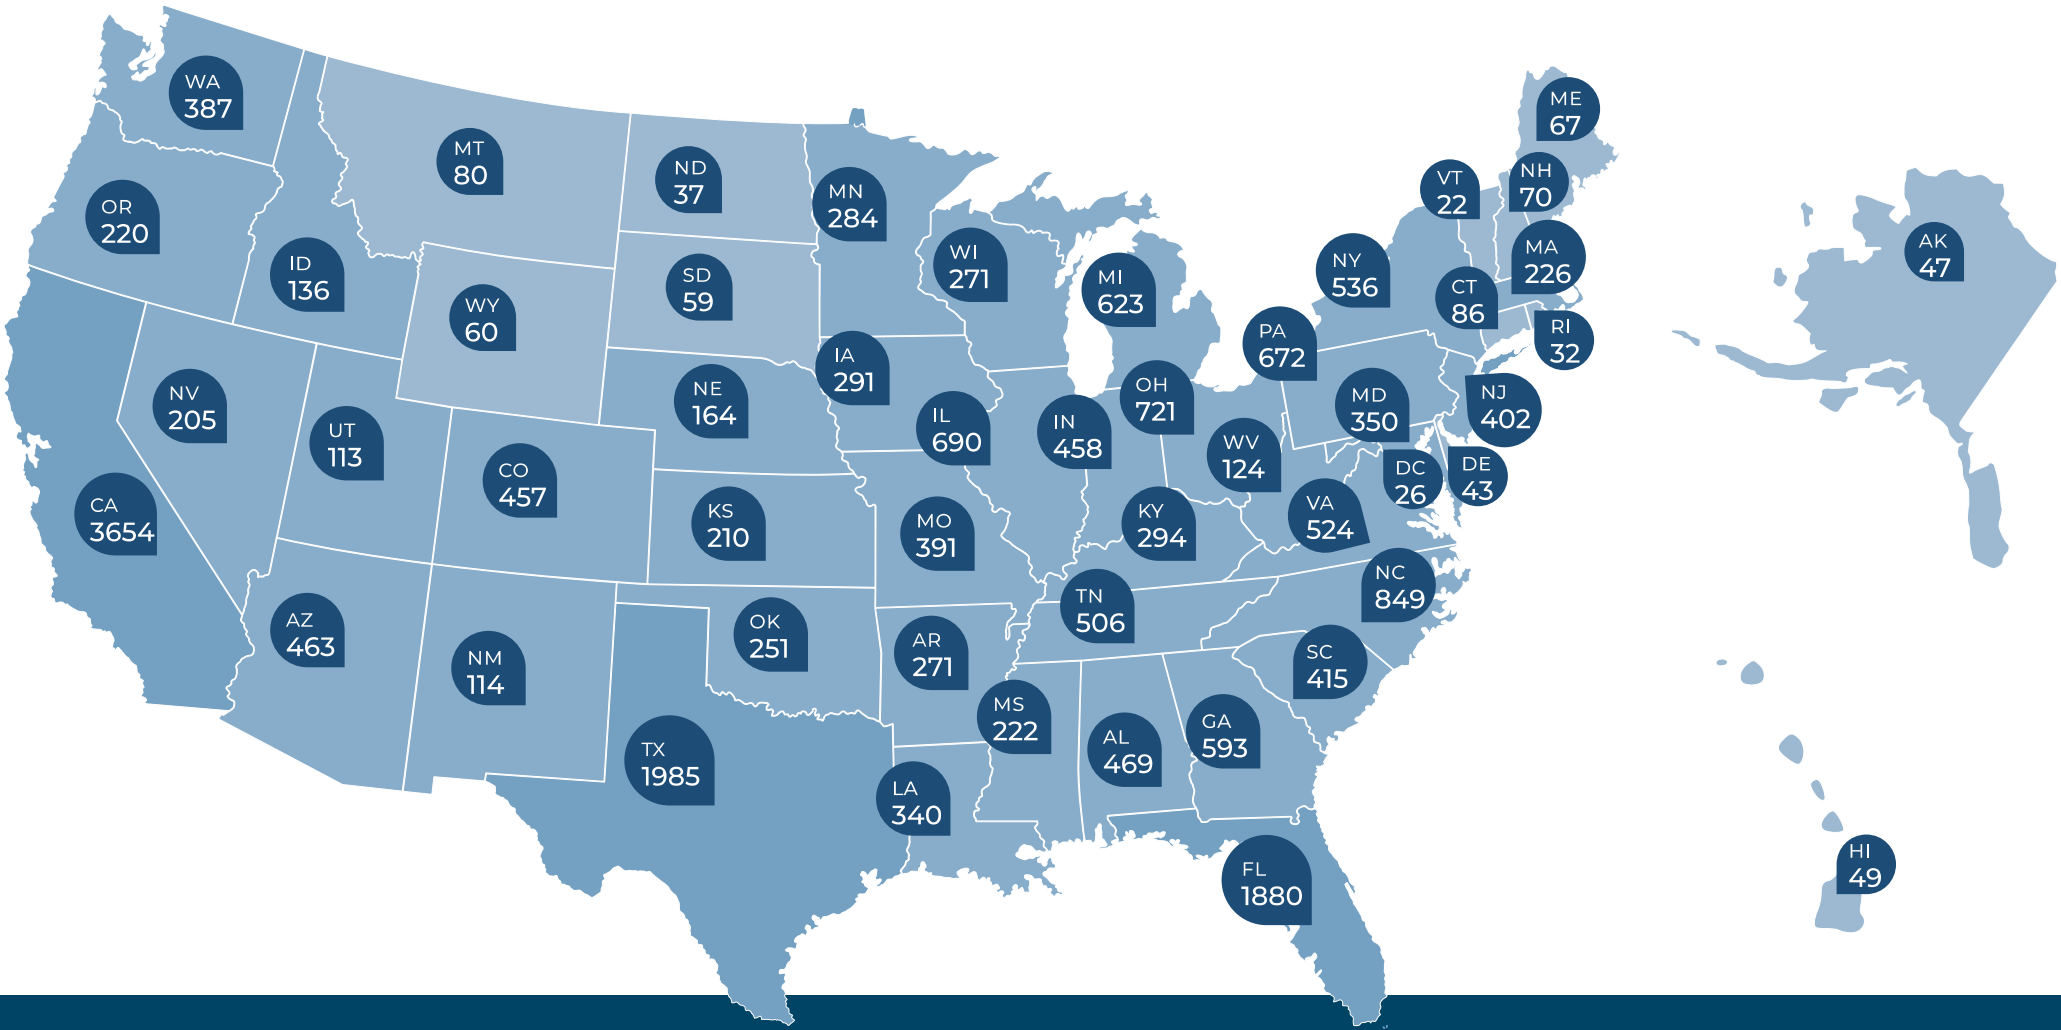 WA
387
OR
220
CA
3654
NV
205
ID
136
MT
80
WY
60
UT
113
AZ
463
CO
457
NM
114
ND
37
SD
59
NE
164
KS
210
OK
251
TX
1985
MN
284
IA
291
MO
391
AR
271
LA
340
WI
271
IL
690
MI
623
IN
458
OH
721
KY
294
TN
506
MS
222
AL
469
GA
593
FL
1880
SC
415
NC
849
VA
524
WV
124
PA
672
MD
350
DC
26
DE
43
NJ
402
NY
536
CT
86
RI
32
MA
226
VT
22
NH
70
ME
67
AK
47
HI
49